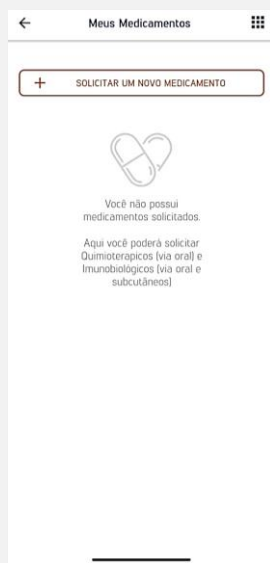 Meus Medicamentos
SOLICITAR UM NOVO MEDICAMENTO
Você não possui
medicamentos solicitados.
Aqui você poderá solicitar
Quimioterapicos (via oral) e
Imunobiológicos (via oral e
subcutâneos)